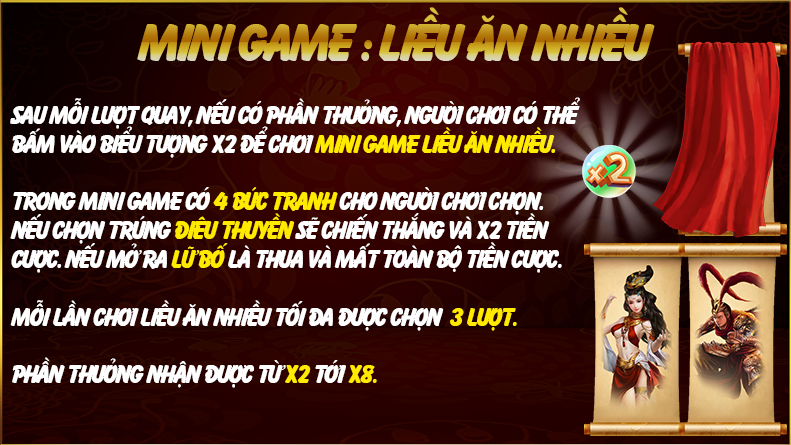 MINI GAME : LIỀU ĂN NHIỀU
SAU MỖI LƯỢT QUAY, NẾU CÓ PHẦN THƯỞNG, NGƯỜI CHƠI CÓ THỂ
BẤM VÀO BIỂU TƯỢNG X2 ĐỂ CHƠI MINI GAME LIỀU ĂN NHIỀU.
x2
TRONG MINI GAME CÓ 4 BỨC TRANH CHO NGƯỜI CHƠI CHỌN.
NẾU CHỌN TRÚNG ĐIÊU THUYỀN SẼ CHIẾN THẮNG VÀ X2 TIỀN
CƯỢC. NẾU MỞ RA LỮ BỐ LÀ THUA VÀ MẤT TOÀN BỘ TIỀN CƯỢC.
MỖI LẦN CHƠI LIỀU ĂN NHIỀU TỐI ĐA ĐƯỢC CHỌN 3 LƯỢT.
PHẦN THƯỞNG NHẬN ĐƯỢC TỪ X2 TỚI X8.